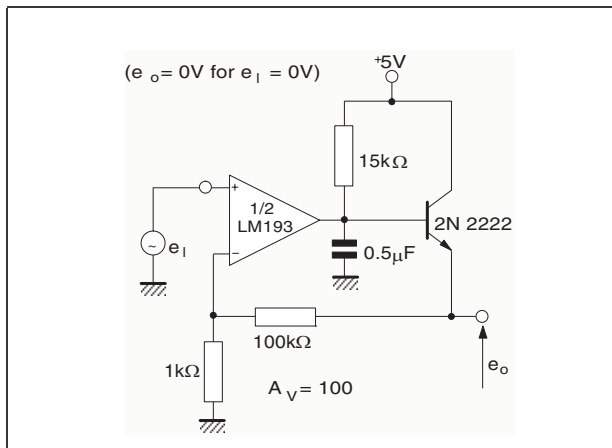 (e o = 0V for e I = 0V)
+5V
15kΩ
+
1/2
LM193
−
2N 2222
~
e I
0.5μF
100kΩ
1kΩ
A V = 100
e o